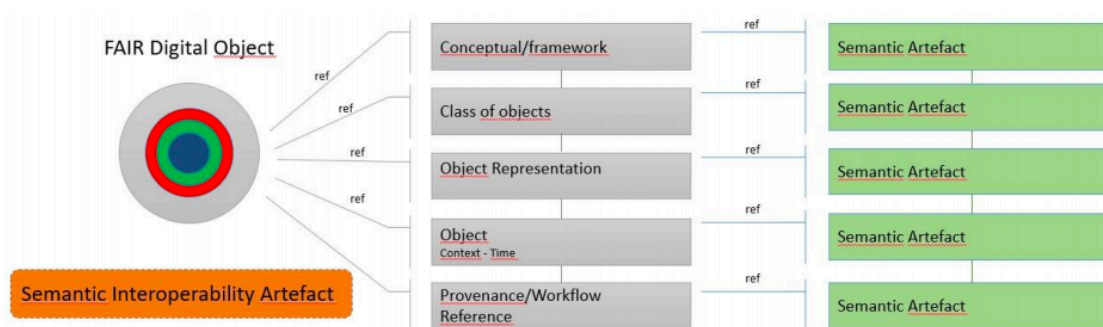 FAIR Digital Object
ref
ref
ref
ref
ref
Conceptual/framework
Class of objects
Object Representation
Object
Context - Time
Provenance/Workflow
Reference
ref
ref
ref
ref
ref
Semantic Artefact
Semantic Artefact
Semantic Artefact
Semantic Artefact
Semantic Artefact
Semantic Interoperability Artefact